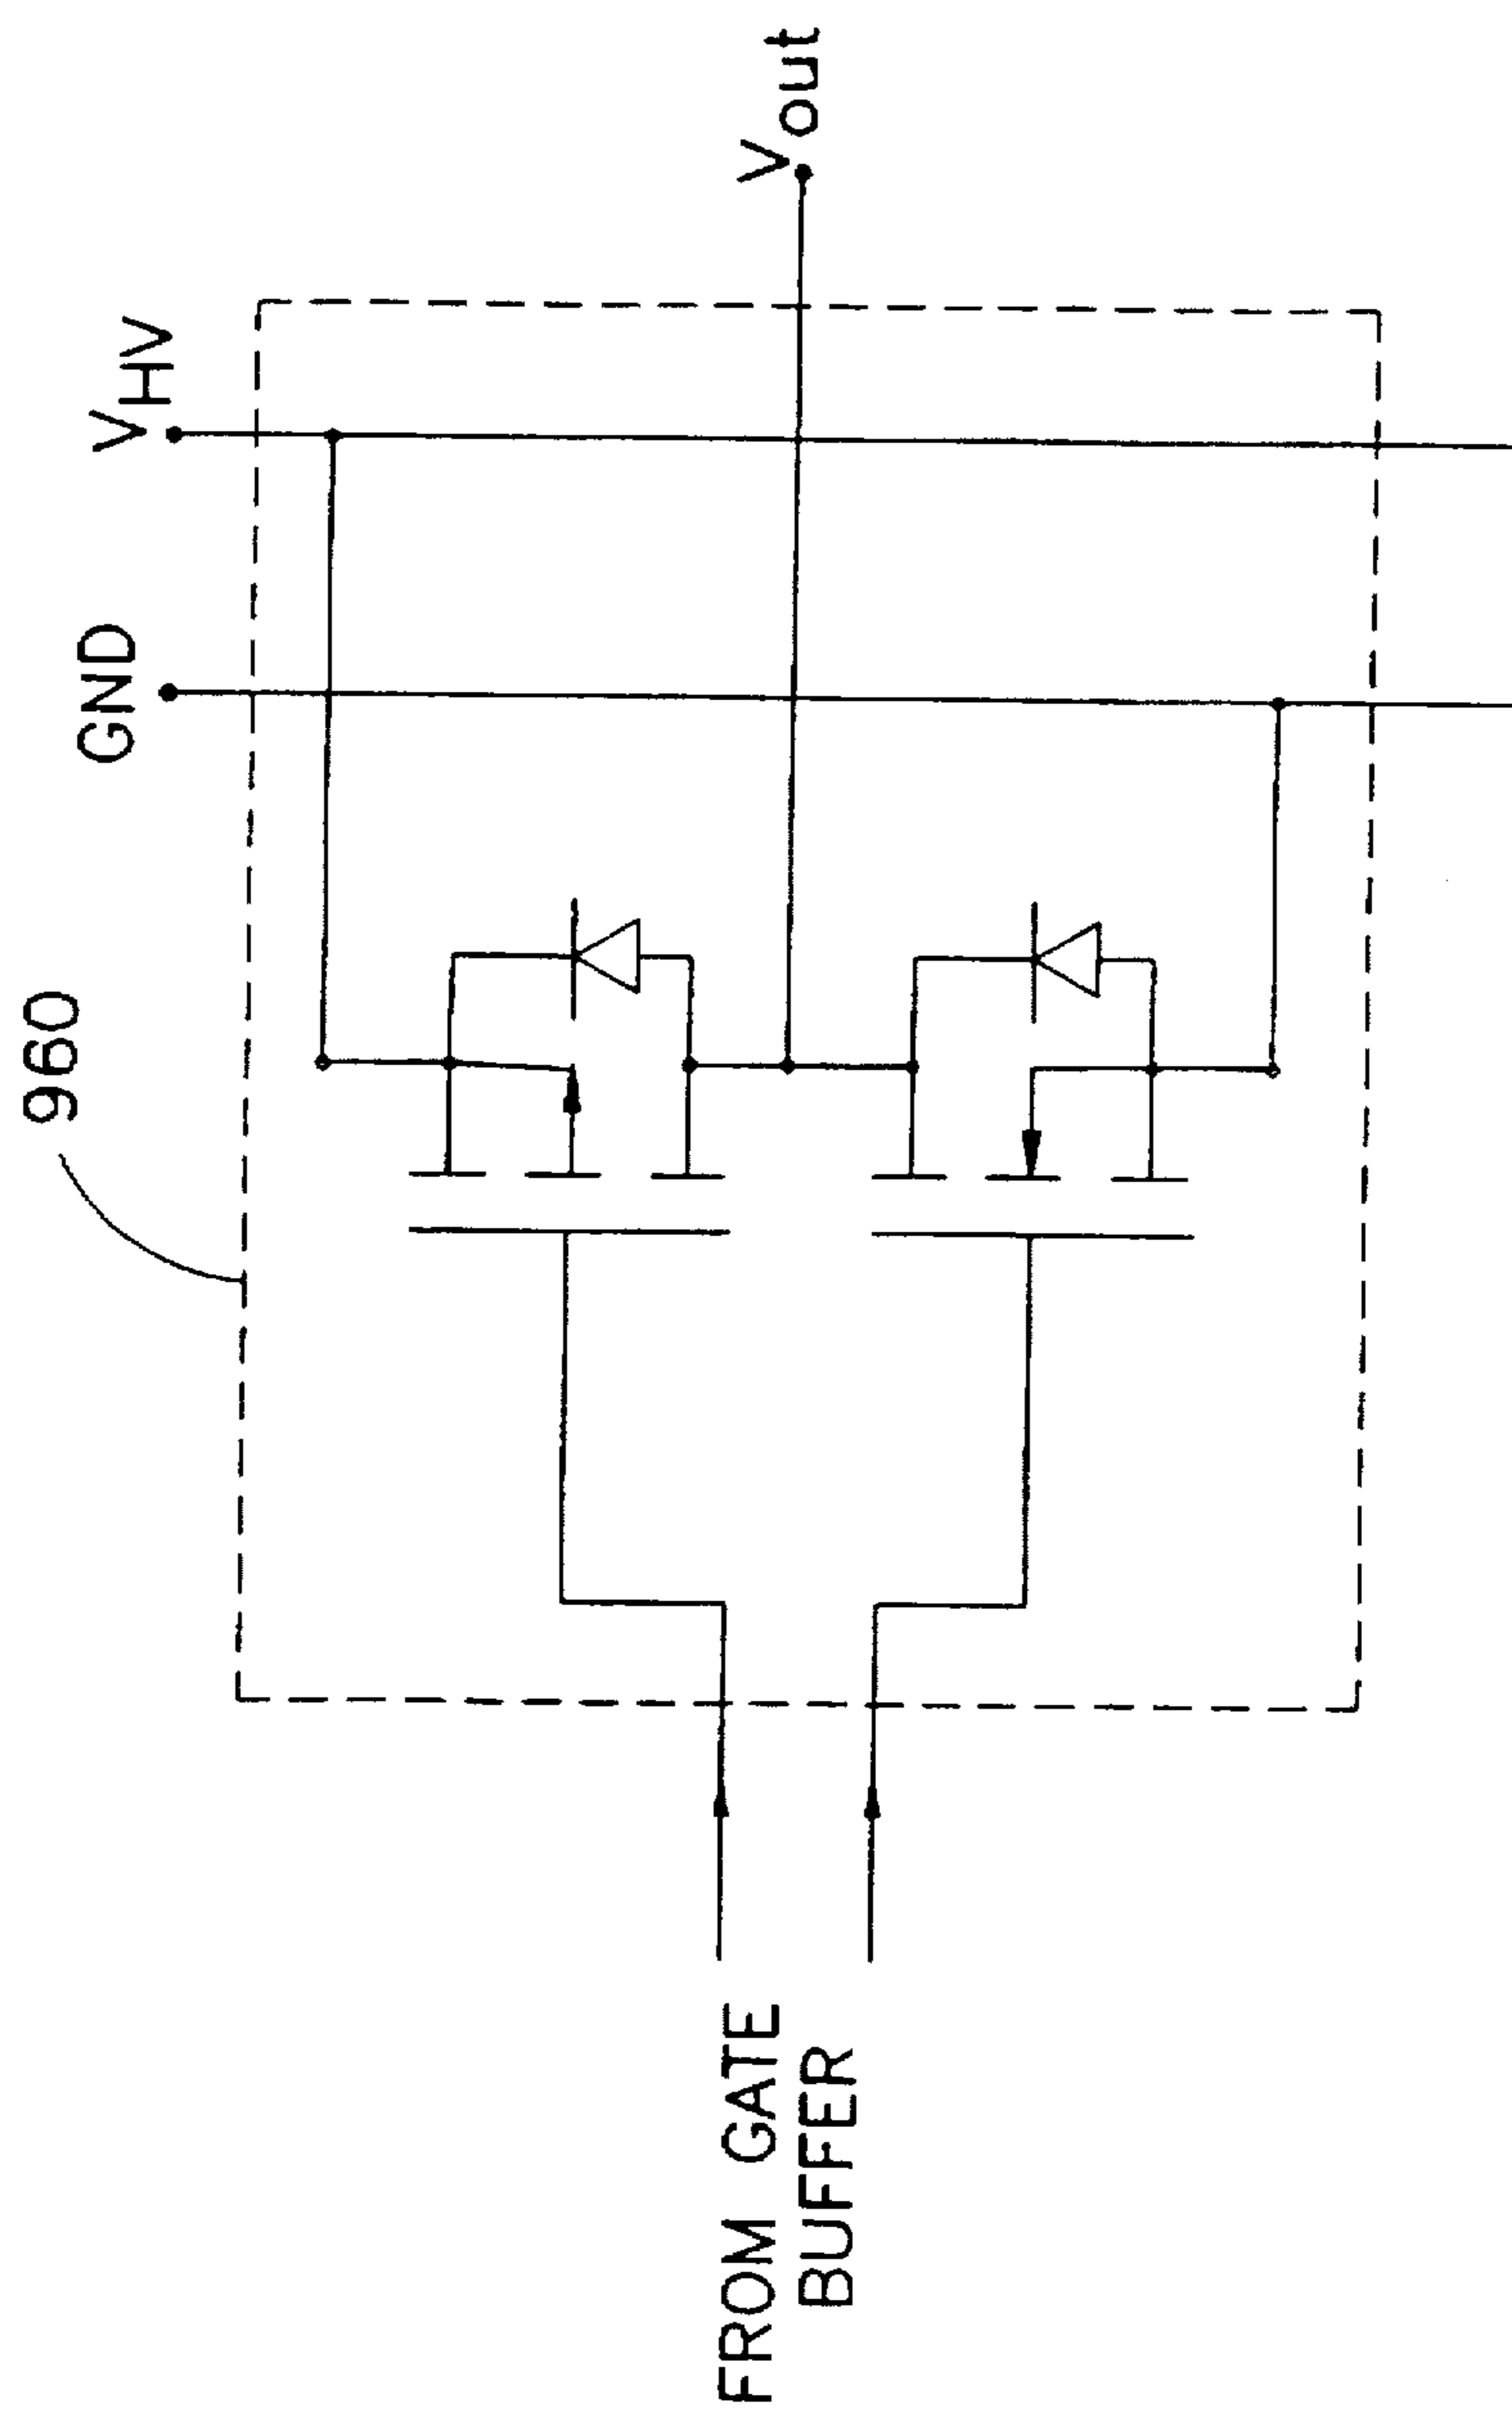 960
GND
VHV
Vout
FROM GATE
BUFFER